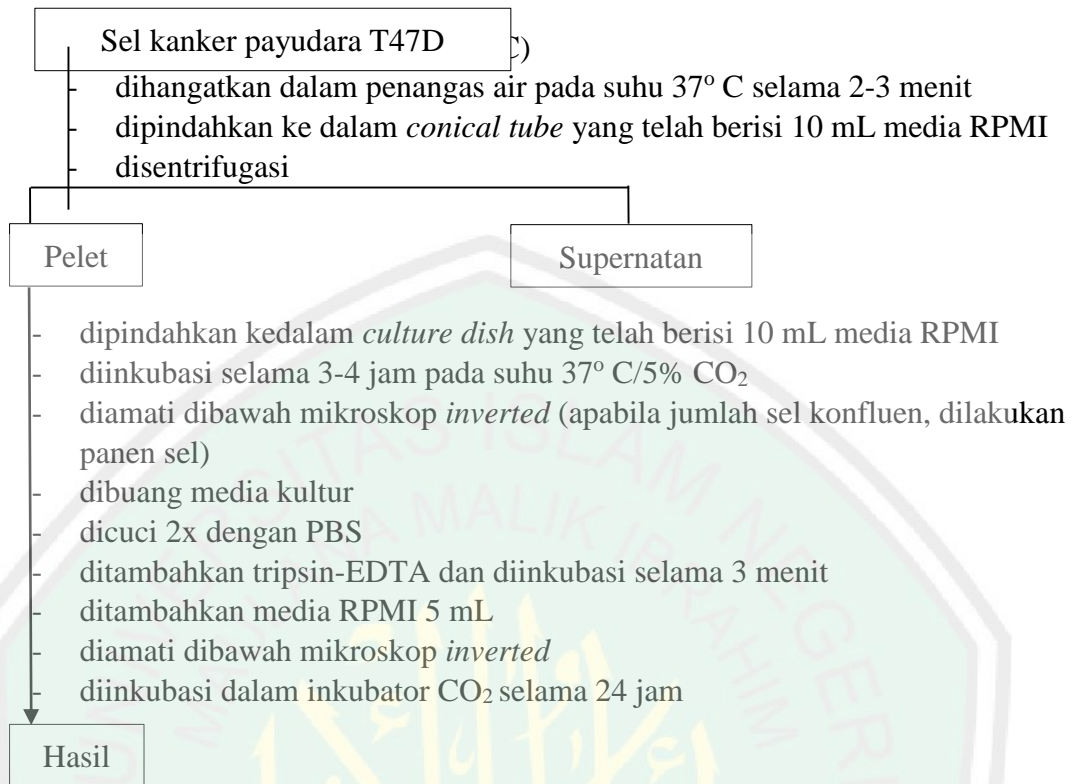 Sel kanker payudara T47D
C)
- dihangatkan dalam penangas air pada suhu 37º C selama 2-3 menit
- dipindahkan ke dalam conical tube yang telah berisi 10 mL media RPMI
- disentrifugasi
Pelet
Supernatan
- dipindahkan kedalam culture dish yang telah berisi 10 mL media RPMI
- diinkubasi selama 3-4 jam pada suhu 37º C/5% CO₂
- diamati dibawah mikroskop inverted (apabila jumlah sel konfluen, dilakukan
panen sel)
- dibuang media kultur
- dicuci 2x dengan PBS
- ditambahkan tripsin-EDTA dan diinkubasi selama 3 menit
- ditambahkan media RPMI 5 mL
- diamati dibawah mikroskop inverted
- diinkubasi dalam inkubator CO₂ selama 24 jam
Hasil